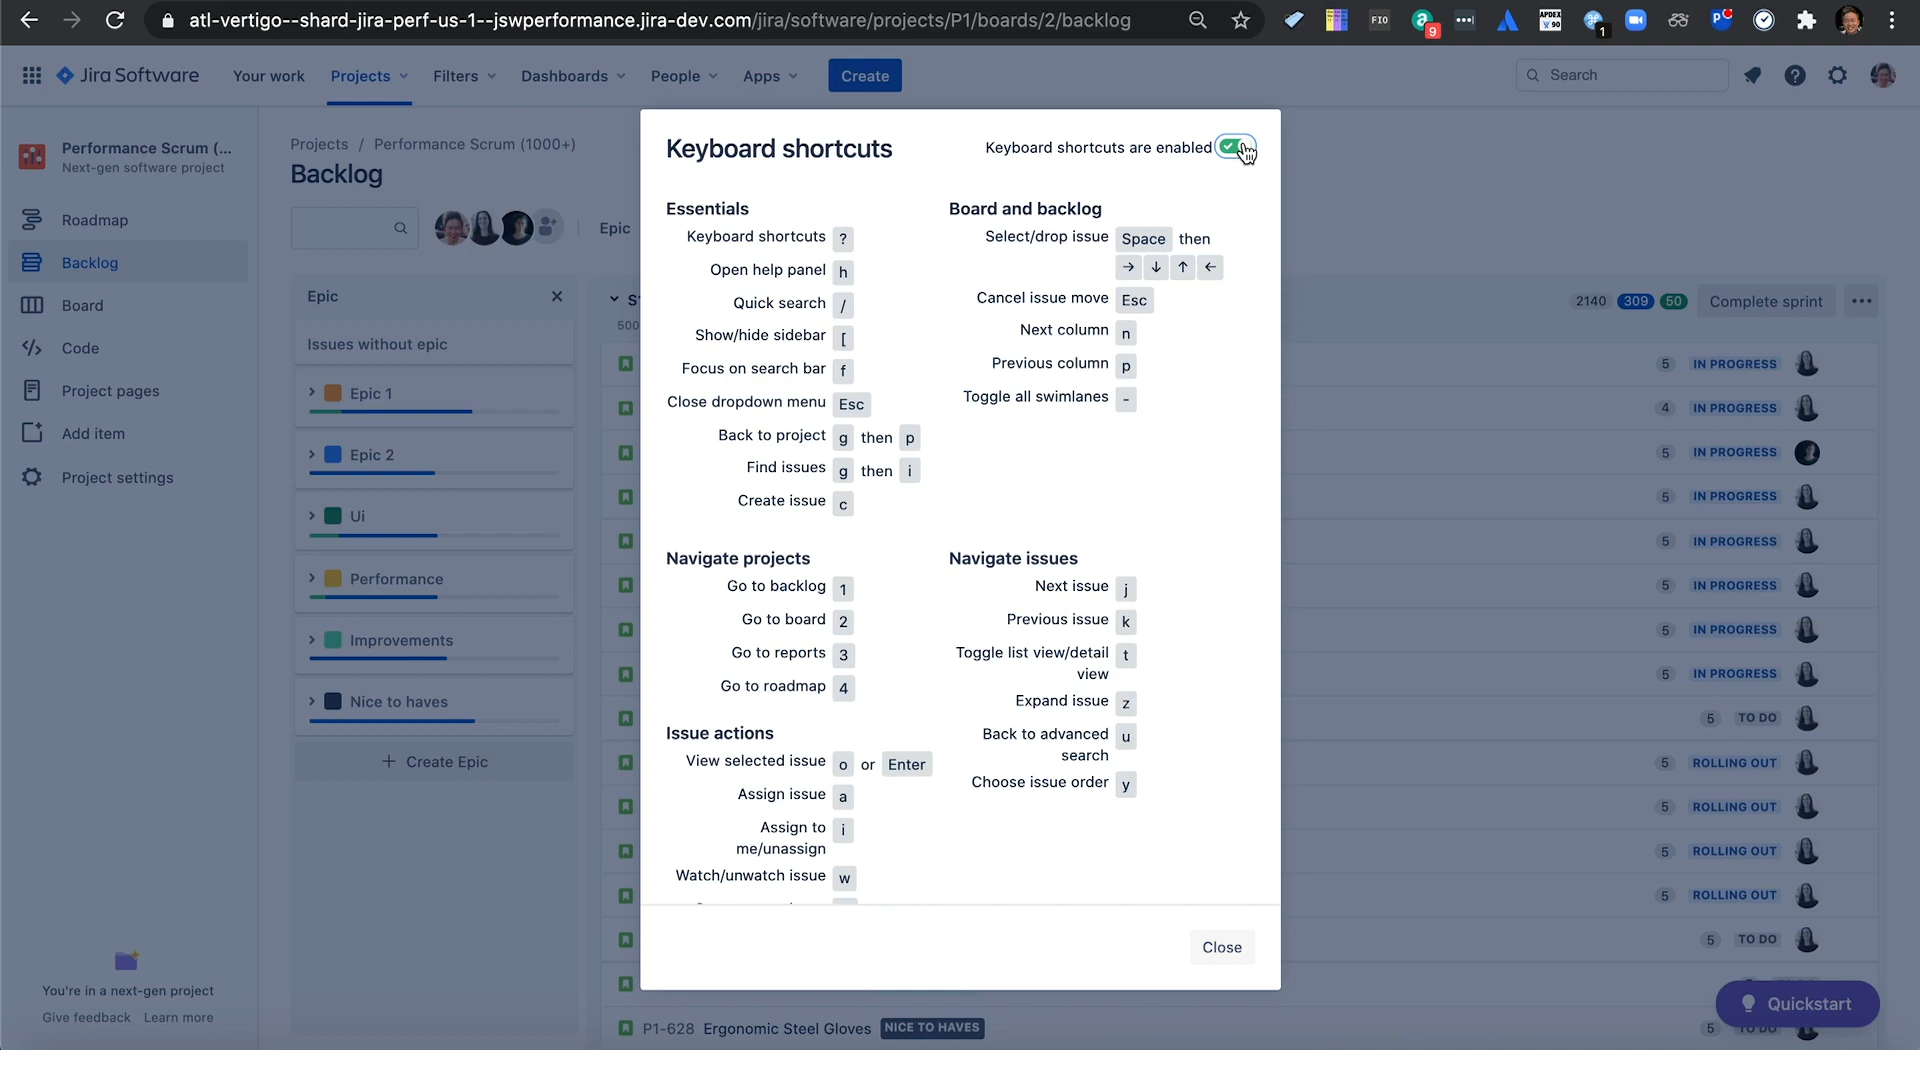 atl-vertigo--shard-jira-perf-us-1--jswperformance.jira-dev.com/jira/software/projects/P1/boards/2/backlog
FIO
9
APDEX
90
1
Jira Software
Your work
Projects
Filters
Dashboards
People
Apps
Create
Search
Performance Scrum (...
Next-gen software project
Roadmap
Backlog
Board
Code
Project pages
Add item
Project settings
You're in a next-gen project
Give feedback Learn more
Projects / Performance Scrum (1000+)
Backlog
Epic
Epic
Issues without epic
Epic 1
Epic 2
Ui
Performance
Improvements
Nice to haves
+ Create Epic
500
Keyboard shortcuts
Keyboard shortcuts are enabled
Essentials
Keyboard shortcuts ?
Open help panel h
Quick search /
Show/hide sidebar [
Focus on search bar f
Close dropdown menu Esc
Back to project g then p
Find issues g then i
Create issue c
Board and backlog
Select/drop issue Space then
→ ↓ ↑ ←
Cancel issue move Esc
Next column n
Previous column p
Toggle all swimlanes -
Navigate projects
Go to backlog 1
Go to board 2
Go to reports 3
Go to roadmap 4
Navigate issues
Next issue j
Previous issue k
Toggle list view/detail t
view
Expand issue z
Back to advanced u
search
Choose issue order y
Issue actions
View selected issue o or Enter
Assign issue a
Assign to i
me/unassign
Watch/unwatch issue w
Close
2140 309 50 Complete sprint
5 IN PROGRESS
4 IN PROGRESS
5 IN PROGRESS
5 IN PROGRESS
5 IN PROGRESS
5 IN PROGRESS
5 IN PROGRESS
5 IN PROGRESS
5 TO DO
5 ROLLING OUT
5 ROLLING OUT
5 ROLLING OUT
5 ROLLING OUT
5 TO DO
Quickstart
P1-628 Ergonomic Steel Gloves NICE TO HAVES 5 TO DO